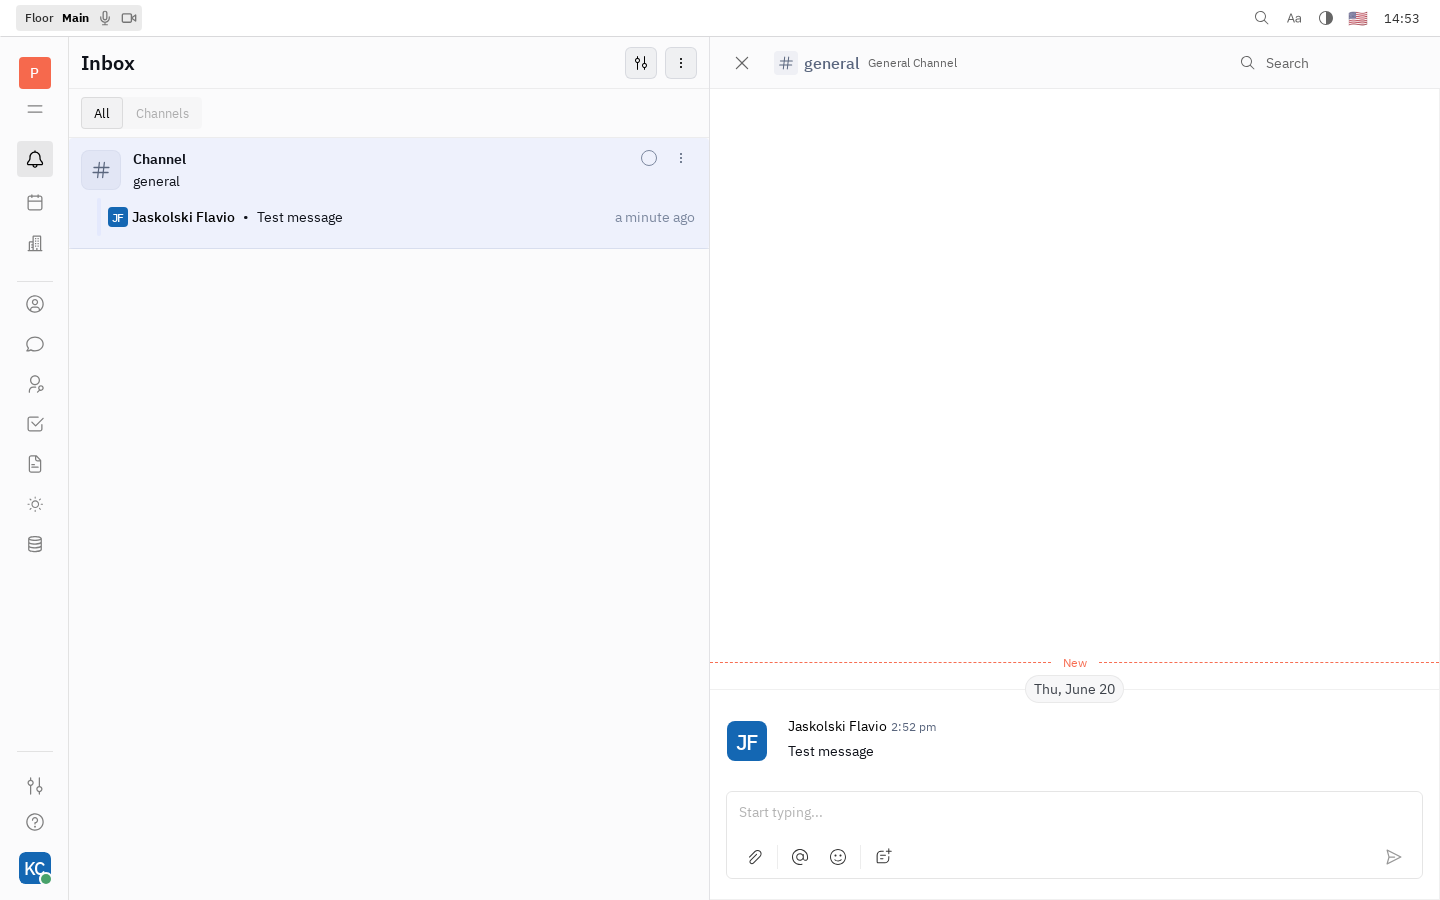 Floor Main
Aa
14:53
P
Inbox
general General Channel
Search
All Channels
Channel
general
JF Jaskolski Flavio • Test message a minute ago
New
Thu, June 20
JF
Jaskolski Flavio 2:52 pm
Test message
Start typing...
KC